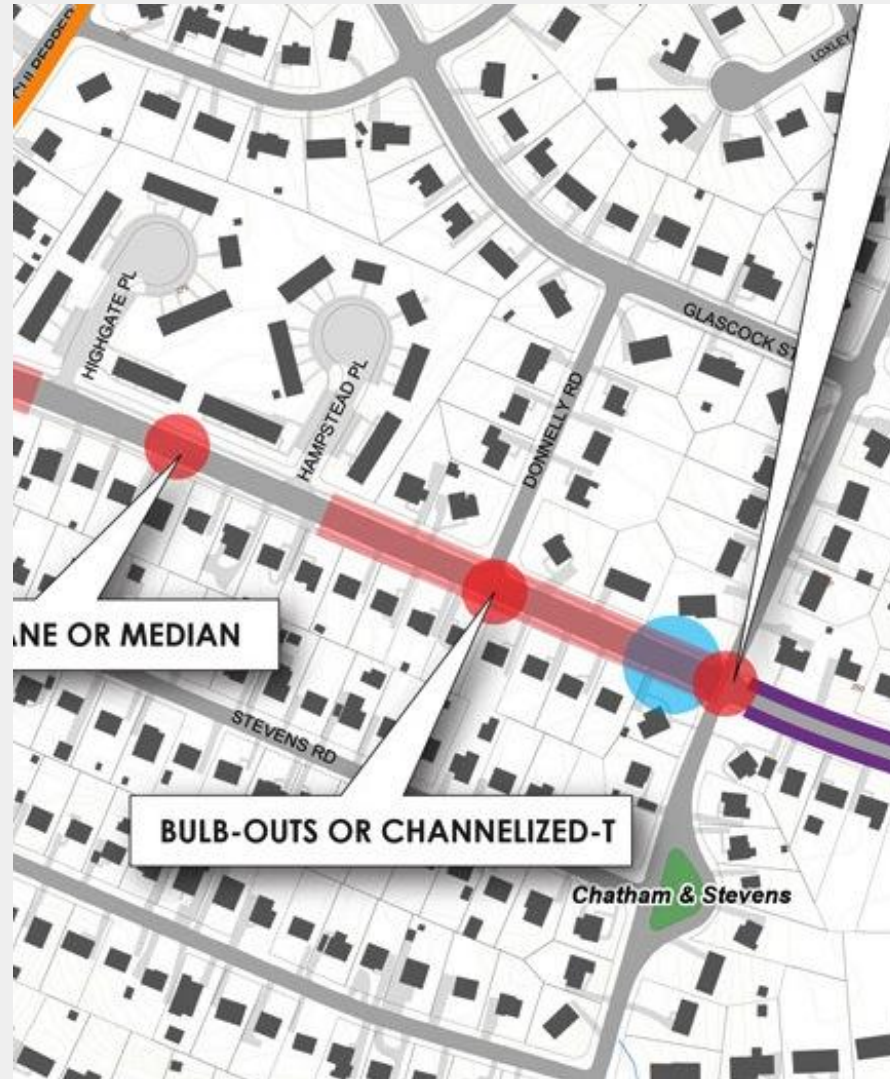 CULPEPPER
LOXLEY
HIGHGATE PL
HAMPSTEAD PL
GLASCOCK ST
DONNELLY RD
ANE OR MEDIAN
STEVENS RD
BULB-OUTS OR CHANNELIZED-T
Chatham & Stevens